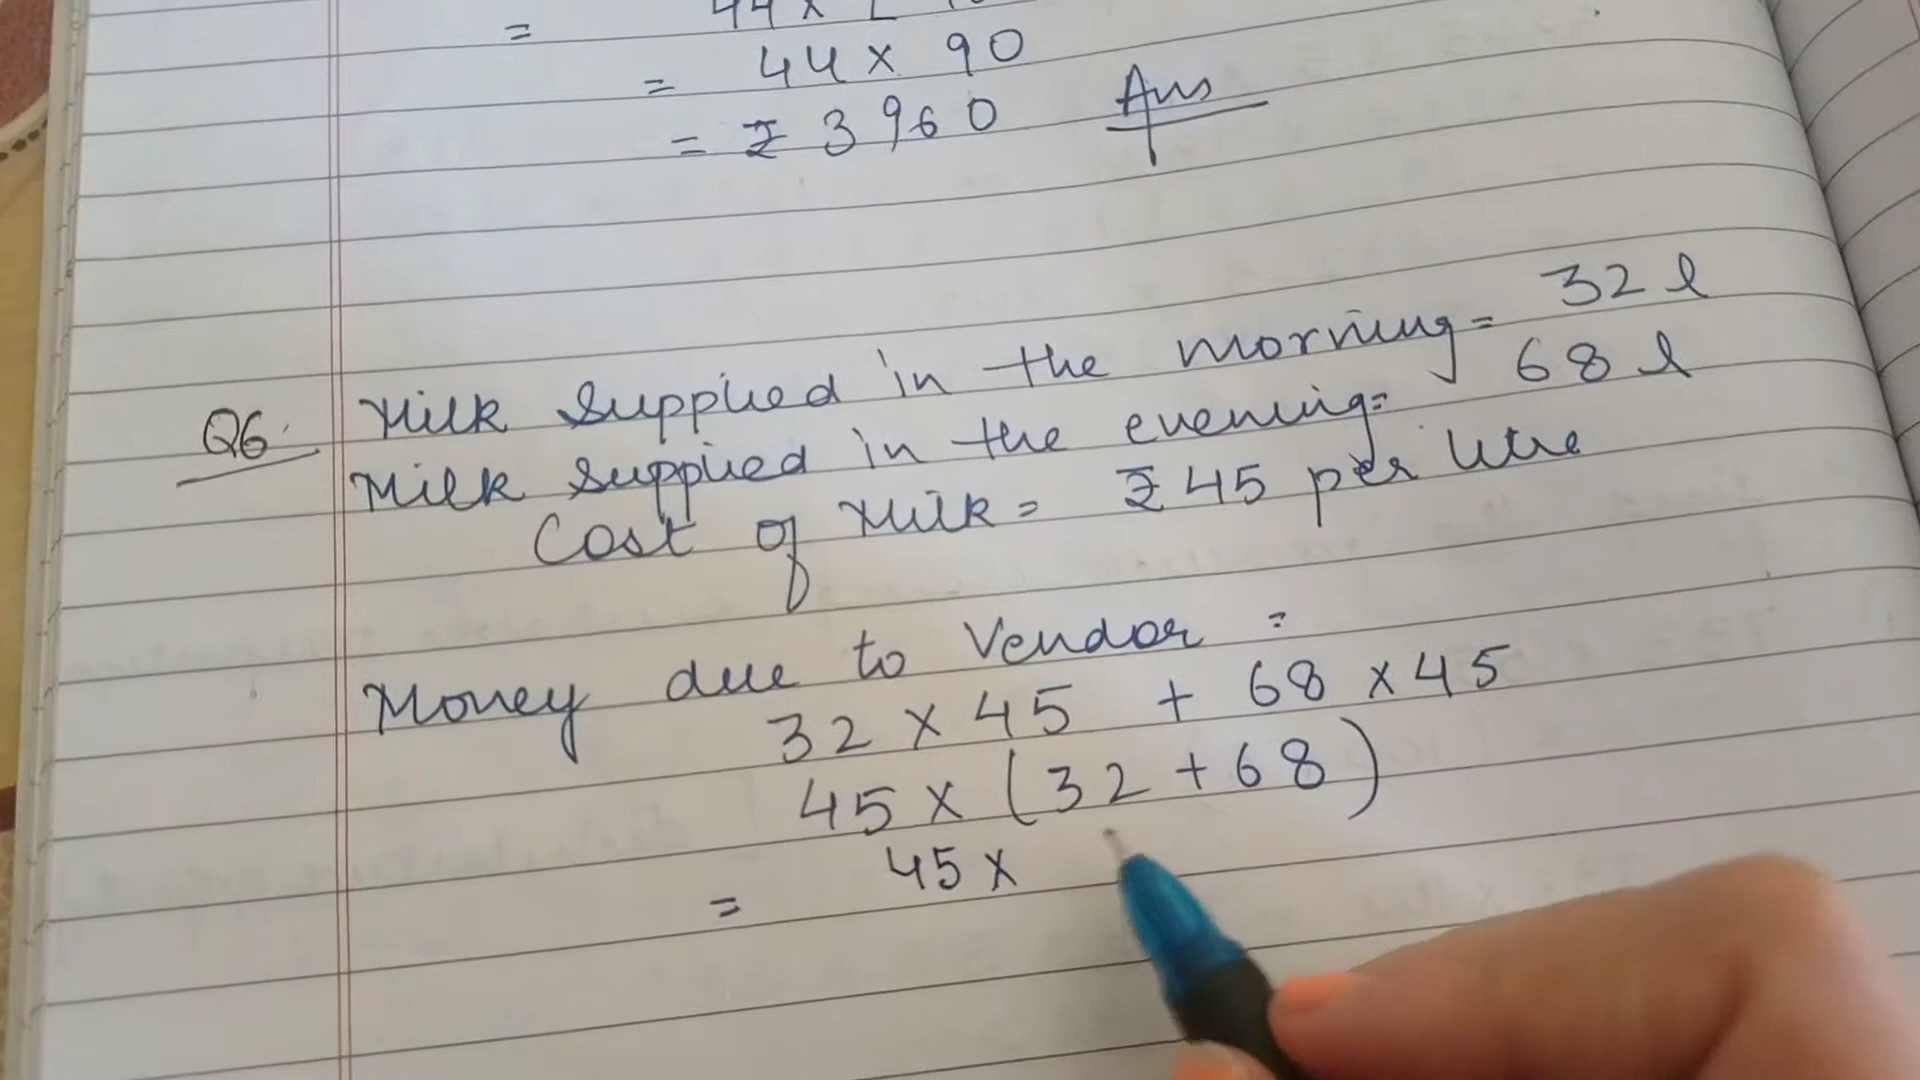 = 44 x [
= 44 x 90
= ₹ 3960 Ans
Q6. Milk Supplied in the morning = 32 l
Milk Supplied in the evening = 68 l
Cost of Milk = ₹ 45 per litre
Money due to Vendor =
32 x 45 + 68 x 45
45 x (32 + 68)
= 45 x